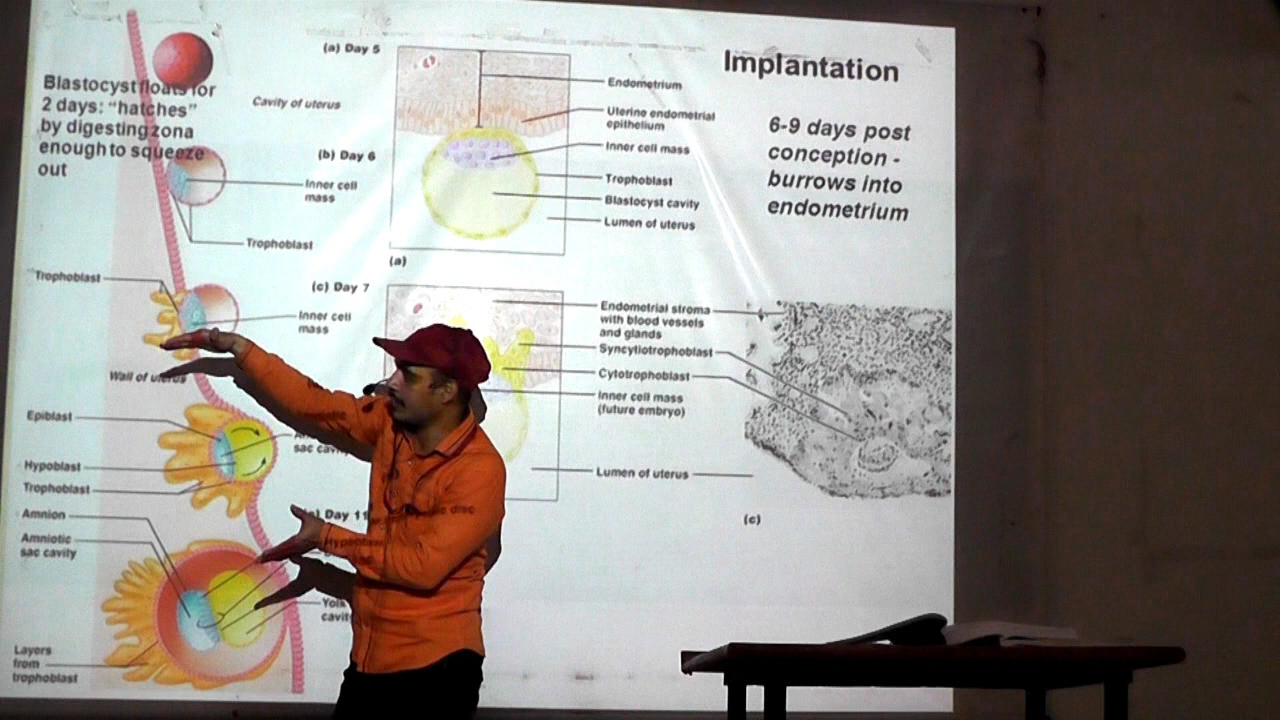 Implantation
Blastocyst floats for
2 days: “hatches”
by digesting zona
enough to squeeze
out
(a) Day 5
Cavity of uterus
(b) Day 6
Inner cell
mass
Trophoblast
Trophoblast
(c) Day 7
Inner cell
mass
Wall of uterus
Epiblast
Hypoblast
Trophoblast
sac cavity
Amnion
Amniotic
sac cavity
Day 11
Yolk
cavity
Layers
from
trophoblast
Endometrium
Uterine endometrial
epithelium
Inner cell mass
Trophoblast
Blastocyst cavity
Lumen of uterus
(a)
6-9 days post
conception -
burrows into
endometrium
Endometrial stroma
with blood vessels
and glands
Syncytiotrophoblast
Cytotrophoblast
Inner cell mass
(future embryo)
Lumen of uterus
(c)